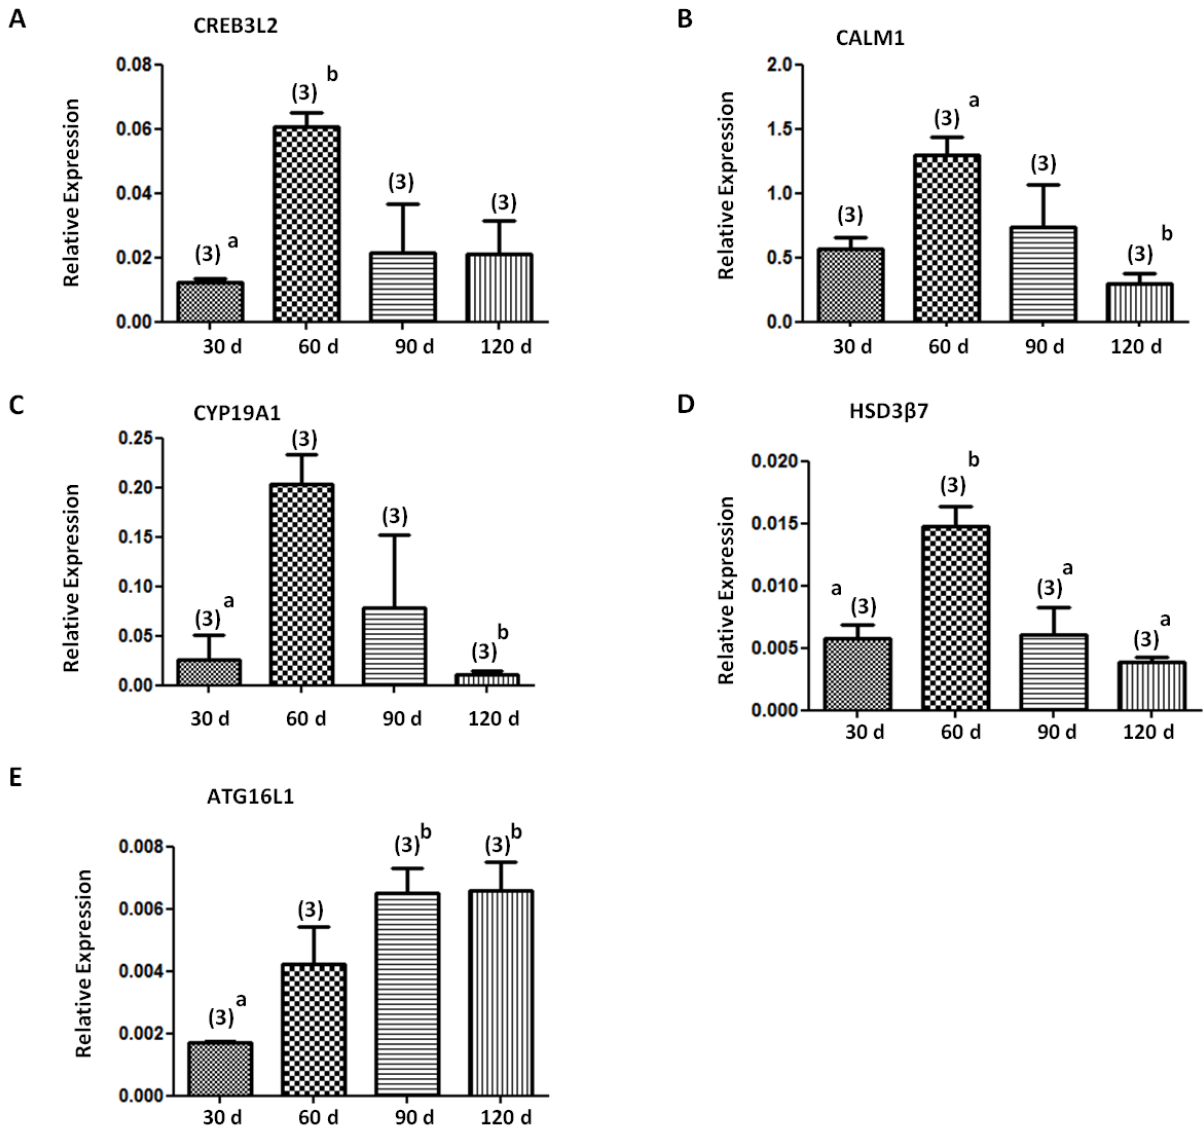 A
CREB3L2
Relative Expression
0.08
0.06
0.04
0.02
0.00
(3) a
(3) b
(3)
(3)
30 d 60 d 90 d 120 d
B
CALM1
Relative Expression
2.0
1.5
1.0
0.5
0.0
(3)
(3) a
(3)
(3) b
30 d 60 d 90 d 120 d
C
CYP19A1
Relative Expression
0.25
0.20
0.15
0.10
0.05
0.00
(3) a
(3)
(3)
(3) b
30 d 60 d 90 d 120 d
D
HSD3β7
Relative Expression
0.020
0.015
0.010
0.005
0.000
a (3)
(3) b
(3) a
(3) a
30 d 60 d 90 d 120 d
E
ATG16L1
Relative Expression
0.008
0.006
0.004
0.002
0.000
(3) a
(3)
(3) b
(3) b
30 d 60 d 90 d 120 d